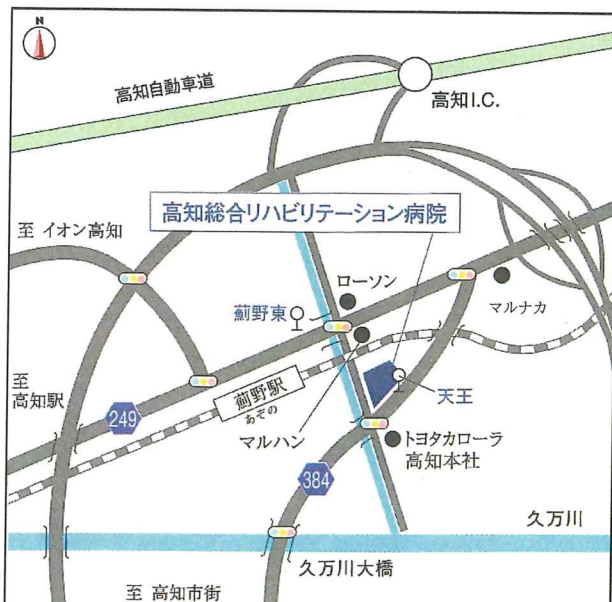 N
高知自動車道
高知I.C.
高知総合リハビリテーション病院
至 イオン高知
ローソン
薊野東
マルナカ
至
高知駅
薊野駅
あぞの
天王
249
マルハン
トヨタカローラ
高知本社
384
久万川
久万川大橋
至 高知市街